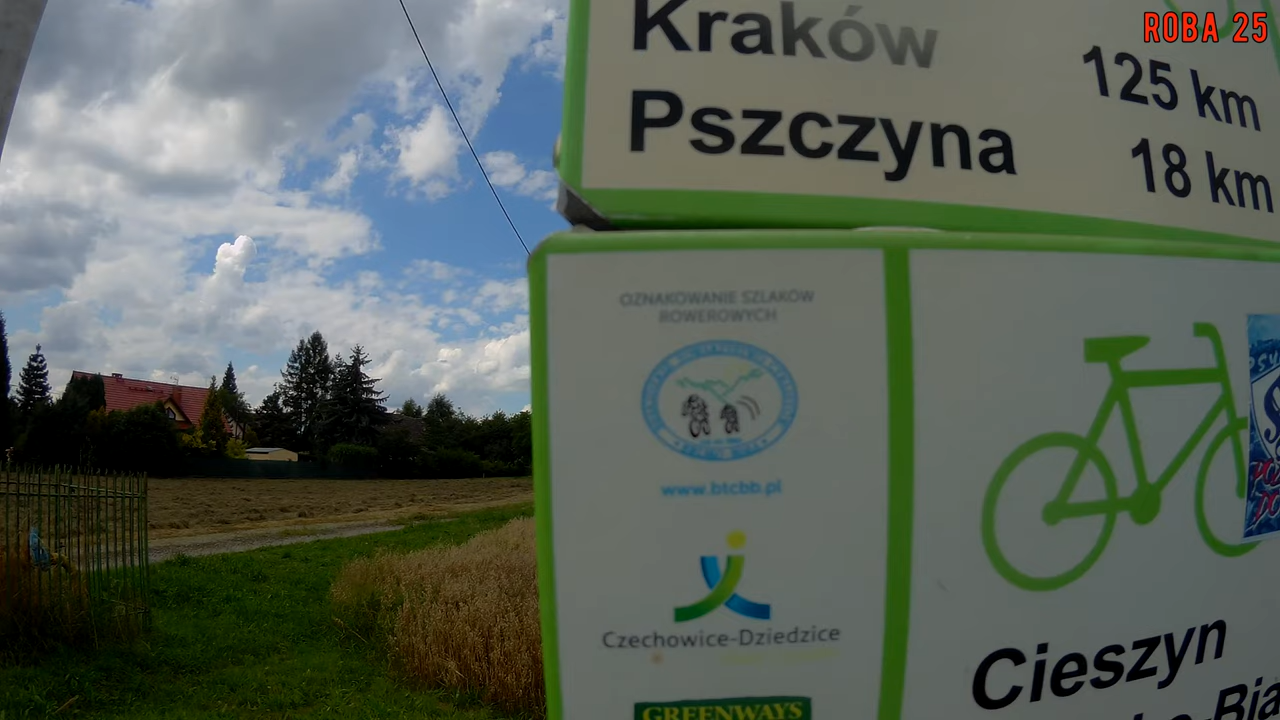 ROBA 25
Kraków 125 km
Pszczyna 18 km
OZNAKOWANIE SZLAKÓW
ROWEROWYCH
www.btcbb.pl
Czechowice-Dziedzice
GREENWAYS
Cieszyn